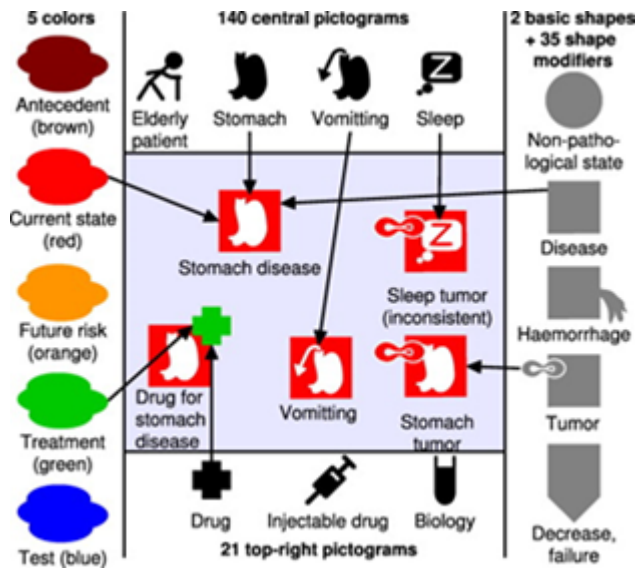 5 colors
Antecedent
(brown)
Current state
(red)
Future risk
(orange)
Treatment
(green)
Test (blue)
140 central pictograms
Elderly
patient
Stomach
Vomitting
Sleep
Z
Stomach disease
Z
Sleep tumor
(inconsistent)
Drug for
stomach
disease
Vomitting
Stomach
tumor
Drug
Injectable drug
Biology
21 top-right pictograms
2 basic shapes
+ 35 shape
modifiers
Non-patho-
logical state
Disease
Haemorrhage
Tumor
Decrease,
failure